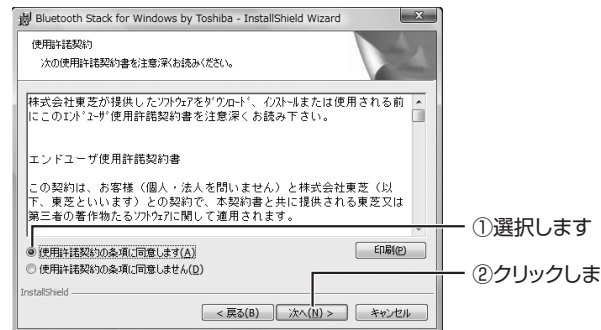 Bluetooth Stack for Windows by Toshiba - InstallShield Wizard
使用許諾契約
次の使用許諾契約書を注意深くお読みください。
株式会社東芝が提供したソフトウェアをダウンロード、インストールまたは使用される前
にこのエンドユーザ使用許諾契約書を注意深くお読み下さい。
エンドユーザ使用許諾契約書
この契約は、お客様（個人・法人を問いません）と株式会社東芝（以
下、東芝といいます）との契約で、本契約書と共に提供される東芝又は
第三者の著作物たるソフトウェアに関して適用されます。
使用許諾契約の条項に同意します(A)
印刷(P)
使用許諾契約の条項に同意しません(D)
InstallShield
< 戻る(B)
次へ(N) >
キャンセル
①選択します
②クリックしま